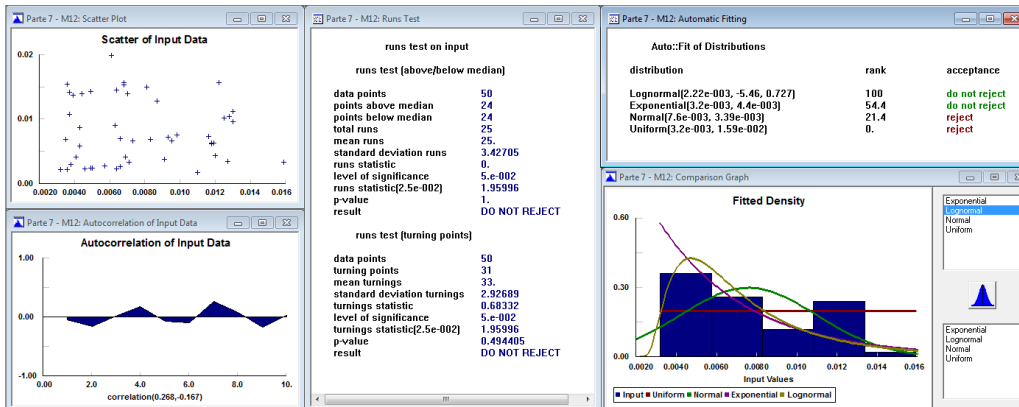 Parte 7 - M12: Scatter Plot
Scatter of Input Data
0.02
0.01
0.00
0.0020 0.0040 0.0060 0.0080 0.010 0.012 0.014 0.016
Parte 7 - M12: Autocorrelation of Input Data
Autocorrelation of Input Data
1.00
0.00
-1.00
0.00 2.0 4.0 6.0 8.0 10.
correlation(0.268,-0.167)
Parte 7 - M12: Runs Test
runs test on input
runs test (above/below median)
data points 50
points above median 24
points below median 24
total runs 25
mean runs 25.
standard deviation runs 3.42705
runs statistic 0.
level of significance 5.e-002
runs statistic(2.5e-002) 1.95996
p-value 1.
result DO NOT REJECT
runs test (turning points)
data points 50
turning points 31
mean turnings 33.
standard deviation turnings 2.92689
turnings statistic 0.68332
level of significance 5.e-002
turnings statistic(2.5e-002) 1.95996
p-value 0.494405
result DO NOT REJECT
Parte 7 - M12: Automatic Fitting
Auto::Fit of Distributions
distribution rank acceptance
Lognormal(2.22e-003, -5.46, 0.727) 100 do not reject
Exponential(3.2e-003, 4.4e-003) 54.4 do not reject
Normal(7.6e-003, 3.39e-003) 21.4 reject
Uniform(3.2e-003, 1.59e-002) 0. reject
Parte 7 - M12: Comparison Graph
Fitted Density
0.60
0.30
0.00
0.0020 0.0040 0.0060 0.0080 0.010 0.012 0.014 0.016
Input Values
Input Uniform Normal Exponential Lognormal
Exponential
Lognormal
Normal
Uniform
Exponential
Lognormal
Normal
Uniform